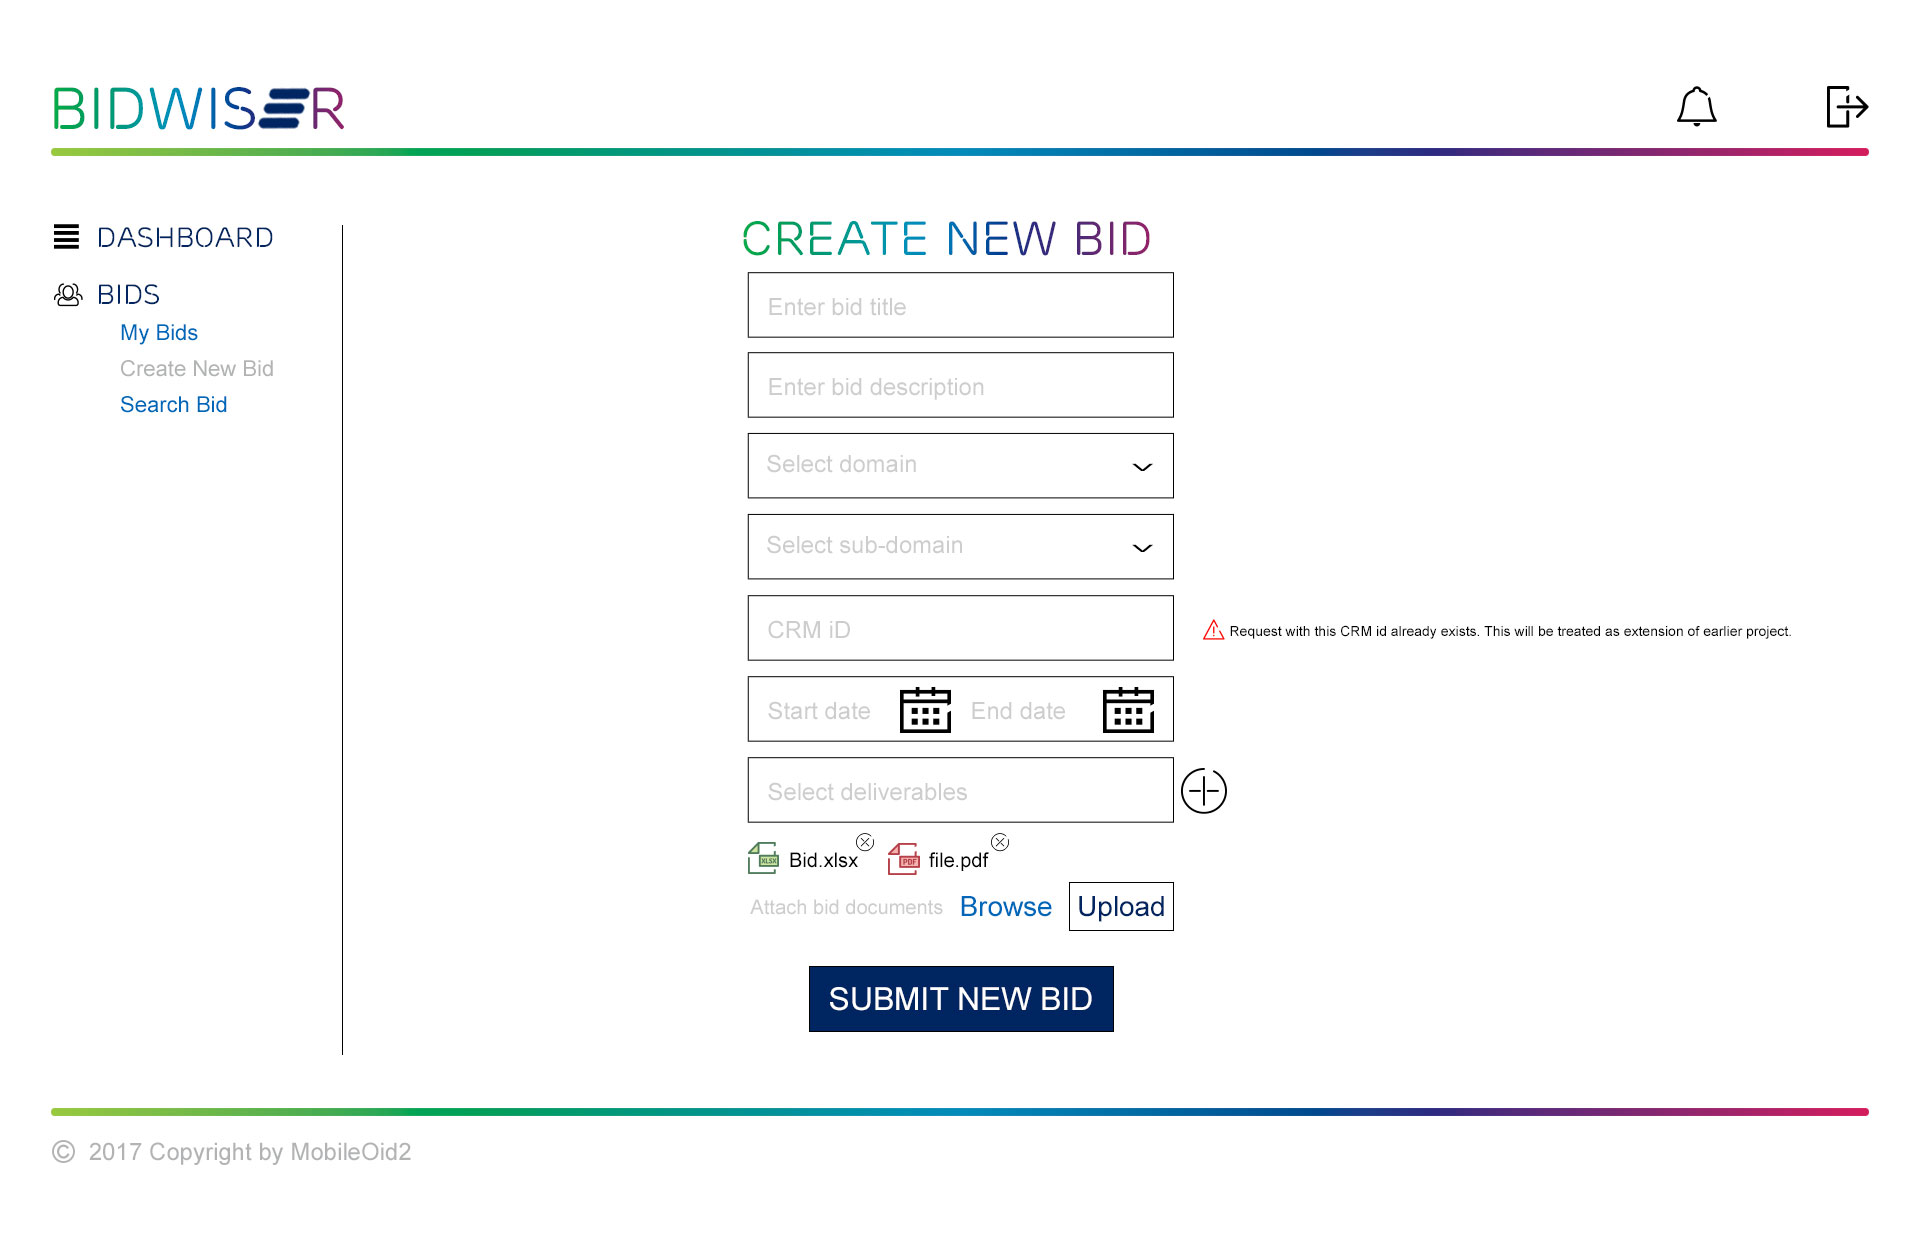 BIDWISER
DASHBOARD
BIDS
My Bids
Create New Bid
Search Bid
CREATE NEW BID
Enter bid title
Enter bid description
Select domain
Select sub-domain
CRM iD
Request with this CRM id already exists. This will be treated as extension of earlier project.
Start date End date
Select deliverables
XLSX Bid.xlsx PDF file.pdf
Attach bid documents Browse Upload
SUBMIT NEW BID
© 2017 Copyright by MobileOid2